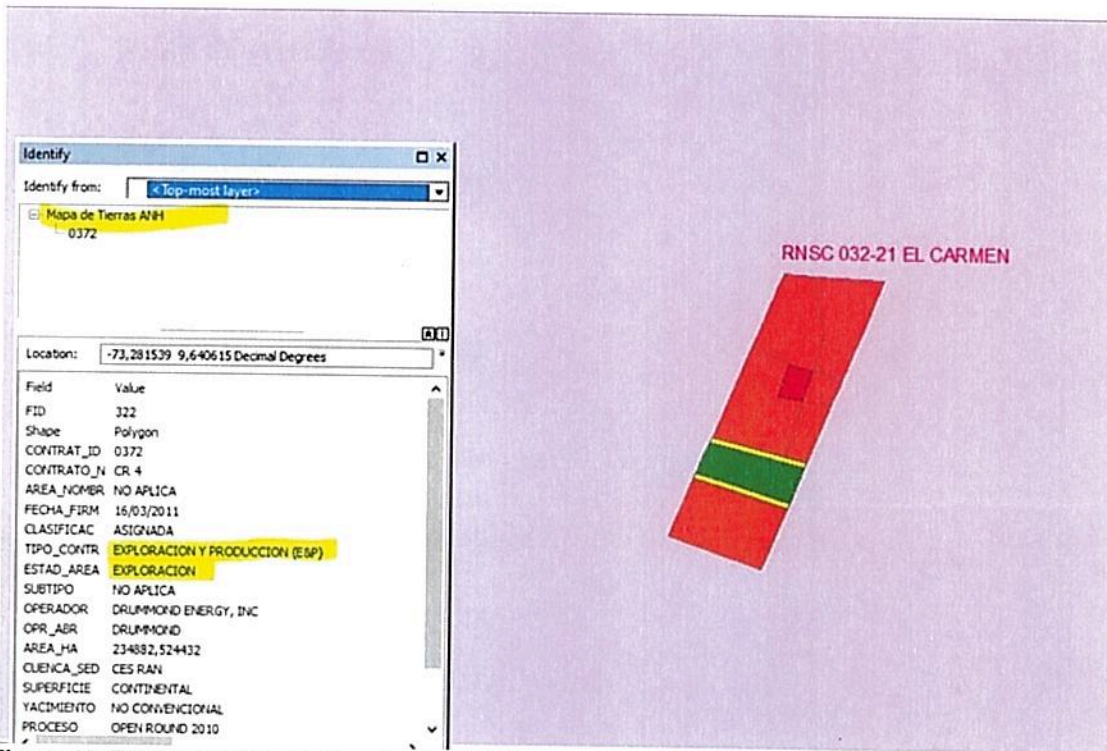 Identify
Identify from: <Top-most layer>
Mapa de Tierras ANH
0372
Location: -73,281539 9,640615 Decimal Degrees
Field Value
FID 322
Shape Polygon
CONTRAT_ID 0372
CONTRATO_N CR 4
AREA_NOMBR NO APLICA
FECHA_FIRM 16/03/2011
CLASIFICAC ASIGNADA
TIPO_CONTR EXPLORACION Y PRODUCCION (E&P)
ESTAD_AREA EXPLORACION
SUBTIPO NO APLICA
OPERADOR DRUMMOND ENERGY, INC
OPR_ABR DRUMMOND
AREA_HA 234882,524432
CUENCA_SED CES RAN
SUPERFICIE CONTINENTAL
YACIMIENTO NO CONVENCIONAL
PROCESO OPEN ROUND 2010
RNSC 032-21 EL CARMEN